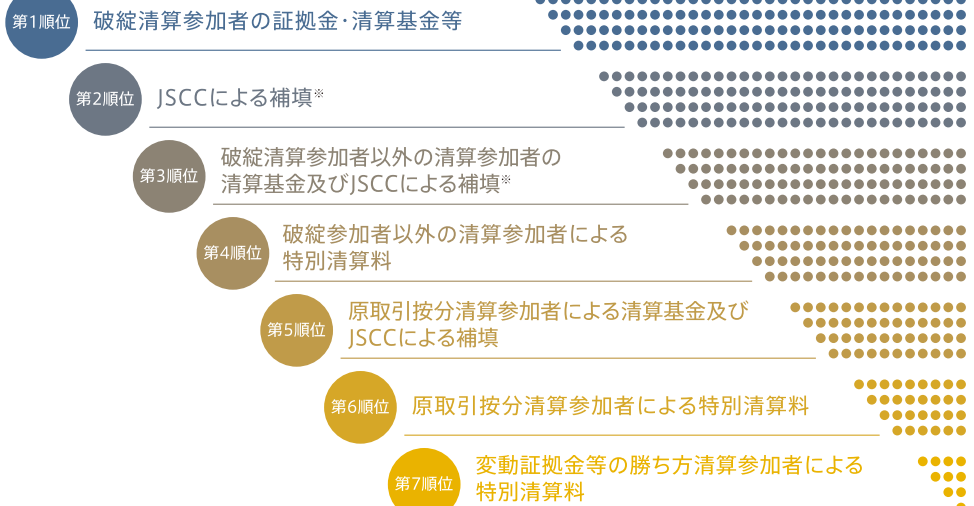 第1順位
破綻清算参加者の証拠金・清算基金等
第2順位
JSCCによる補填※
第3順位
破綻清算参加者以外の清算参加者の
清算基金及びJSCCによる補填※
第4順位
破綻参加者以外の清算参加者による
特別清算料
第5順位
原取引按分清算参加者による清算基金及び
JSCCによる補填
第6順位
原取引按分清算参加者による特別清算料
第7順位
変動証拠金等の勝ち方清算参加者による
特別清算料